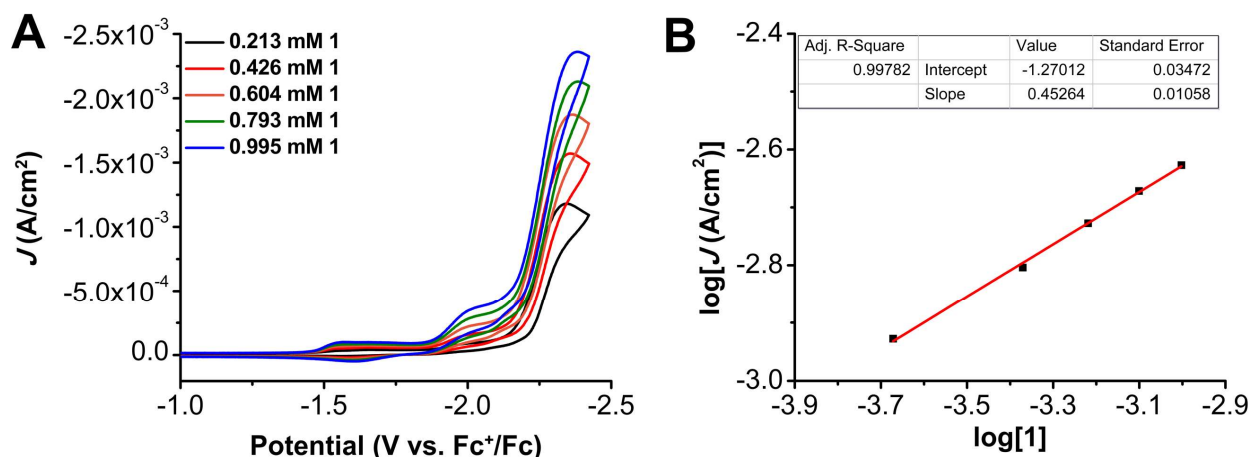 A
-2.5x10⁻³
-2.0x10⁻³
-1.5x10⁻³
-1.0x10⁻³
-5.0x10⁻⁴
0.0
J (A/cm²)
0.213 mM 1
0.426 mM 1
0.604 mM 1
0.793 mM 1
0.995 mM 1
-1.0 -1.5 -2.0 -2.5
Potential (V vs. Fc⁺/Fc)
B
-2.4
-2.6
-2.8
-3.0
log[J (A/cm²)]
Adj. R-Square Value Standard Error
0.99782 Intercept -1.27012 0.03472
Slope 0.45264 0.01058
-3.9 -3.7 -3.5 -3.3 -3.1 -2.9
log[1]